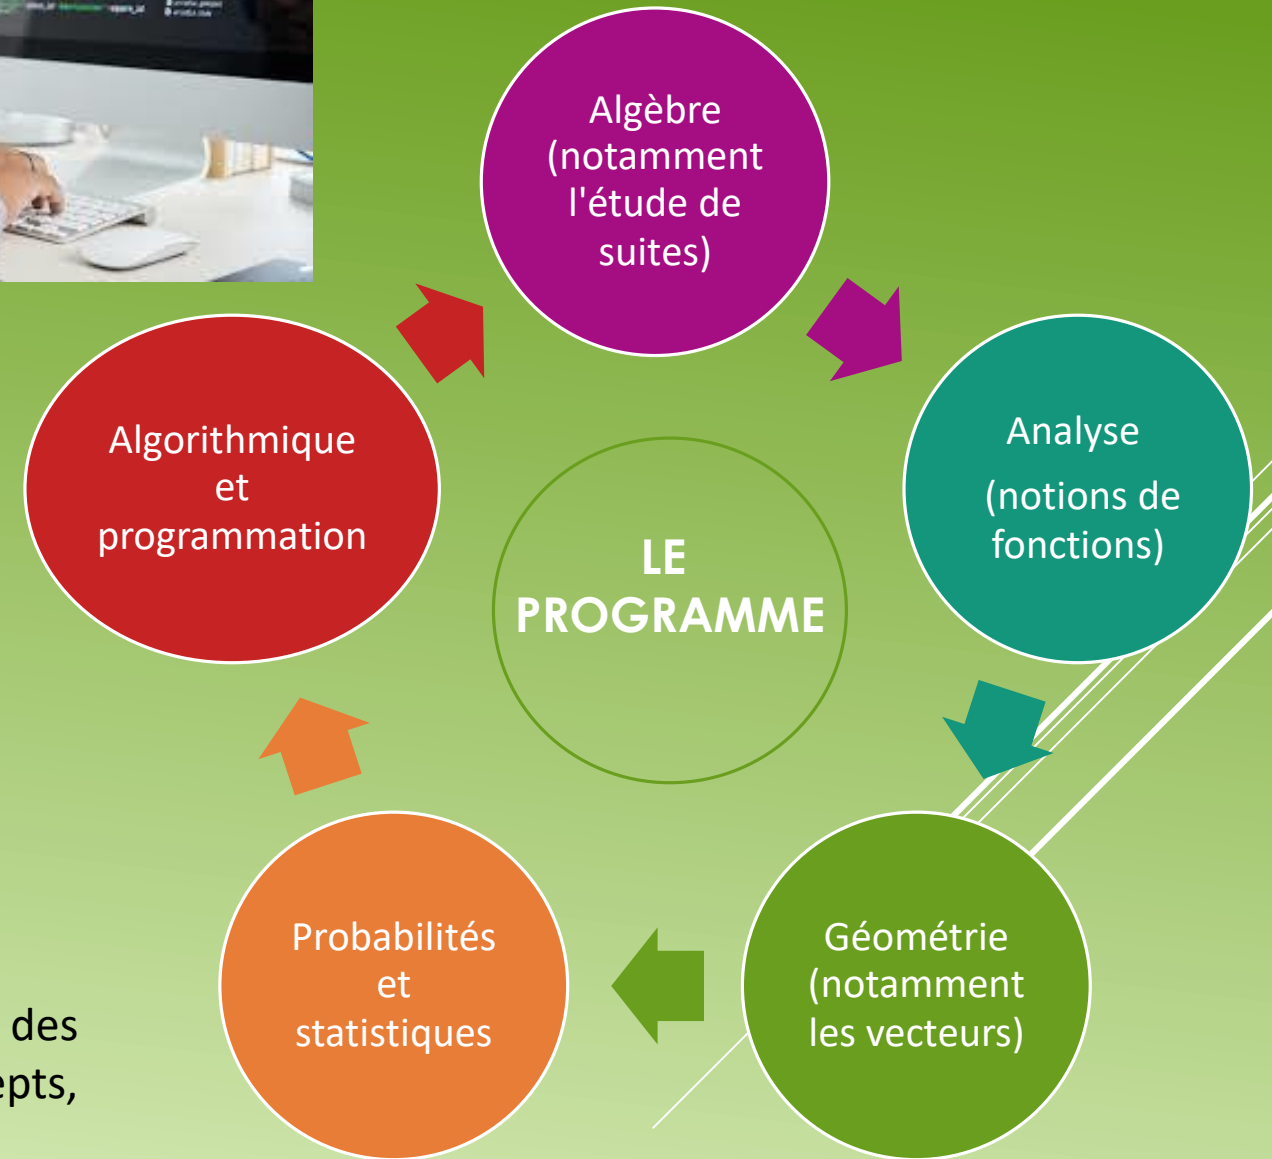 Algèbre
(notamment
l'étude de
suites)
Analyse
(notions de
fonctions)
Géométrie
(notamment
les vecteurs)
Probabilités
et
statistiques
Algorithmique
et
programmation
LE
PROGRAMME
des
epts,